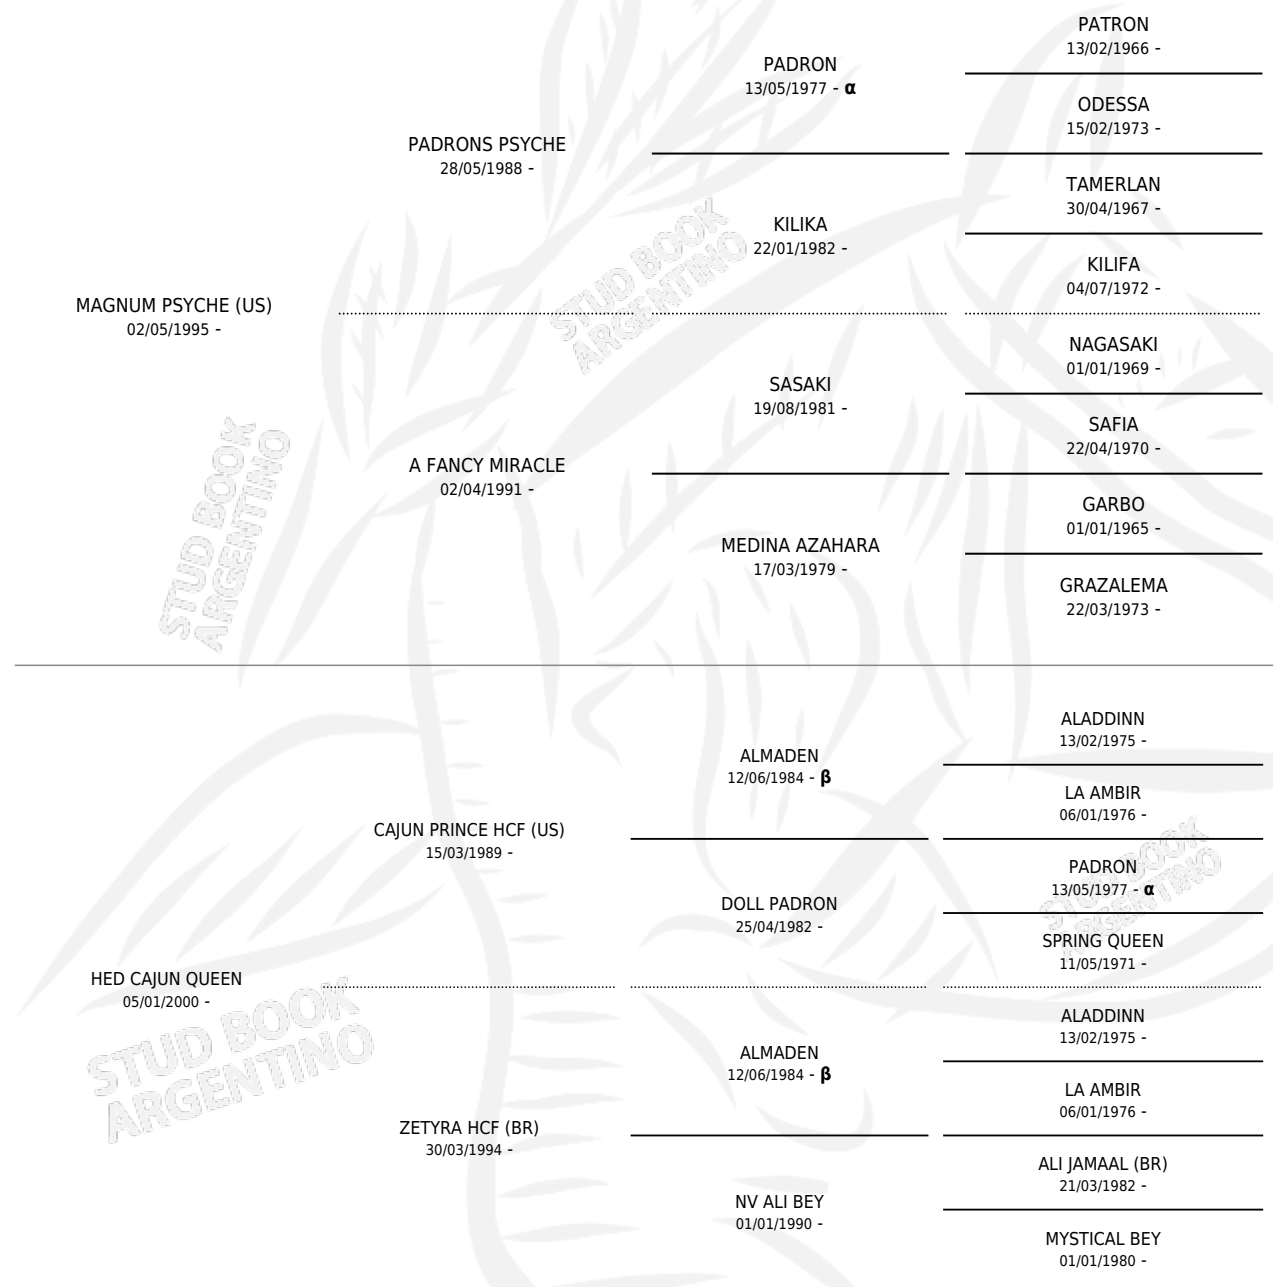 PATRON
13/02/1966 -
PADRON
13/05/1977 - α
ODESSA
15/02/1973 -
PADRONS PSYCHE
28/05/1988 -
TAMERLAN
30/04/1967 -
KILIKA
22/01/1982 -
KILIFA
04/07/1972 -
MAGNUM PSYCHE (US)
02/05/1995 -
NAGASAKI
01/01/1969 -
SASAKI
19/08/1981 -
SAFIA
22/04/1970 -
A FANCY MIRACLE
02/04/1991 -
GARBO
01/01/1965 -
MEDINA AZAHARA
17/03/1979 -
GRAZALEMA
22/03/1973 -
ALADDINN
13/02/1975 -
ALMADEN
12/06/1984 - β
LA AMBIR
06/01/1976 -
CAJUN PRINCE HCF (US)
15/03/1989 -
PADRON
13/05/1977 - α
DOLL PADRON
25/04/1982 -
SPRING QUEEN
11/05/1971 -
HED CAJUN QUEEN
05/01/2000 -
ALADDINN
13/02/1975 -
ALMADEN
12/06/1984 - β
LA AMBIR
06/01/1976 -
ZETYRA HCF (BR)
30/03/1994 -
ALI JAMAAL (BR)
21/03/1982 -
NV ALI BEY
01/01/1990 -
MYSTICAL BEY
01/01/1980 -
STUD BOOK
ARGENTINO
STUD BOOK
ARGENTINO
STUD BOOK
ARGENTINO
STUD BOOK
ARGENTINO